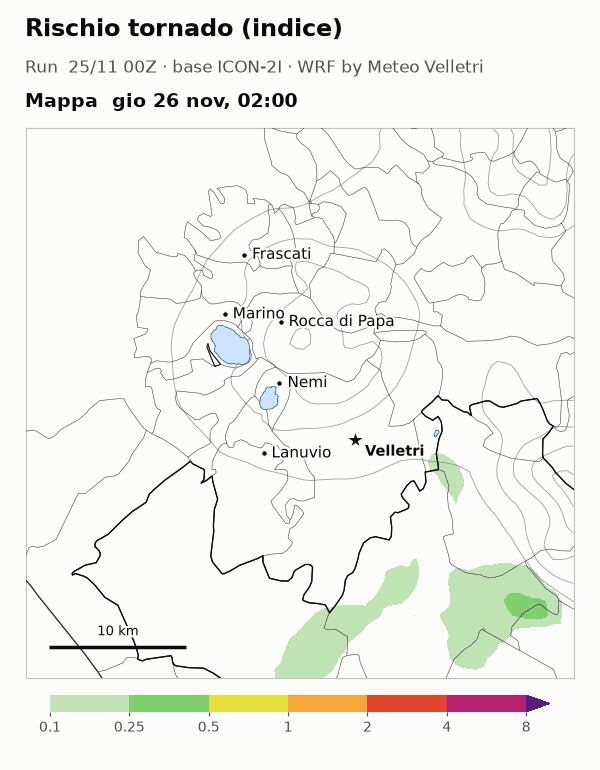 Rischio tornado (indice)
Run  25/11 00Z · base ICON-2I · WRF by Meteo Velletri
Mappa  gio 26 nov, 02:00
Frascati
Marino
Rocca di Papa
Nemi
Velletri
Lanuvio
10 km
0.1 0.25 0.5 1 2 4 8